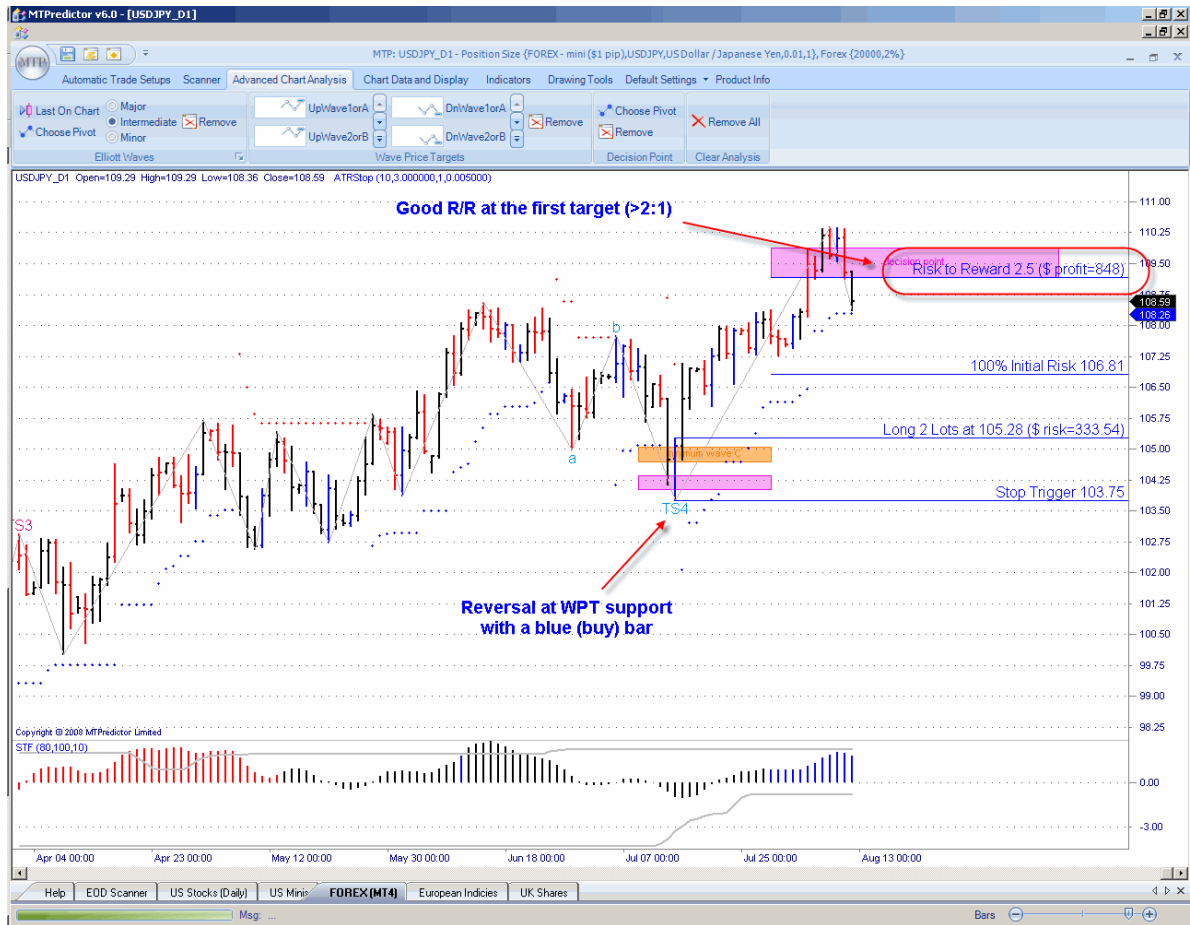 MTPredictor v6.0 - [USDJPY_D1]
MTP
MTP: USDJPY_D1 - Position Size {FOREX - mini ($1 pip),USDJPY,US Dollar / Japanese Yen,0.01,1}, Forex {20000,2%}
Automatic Trade Setups Scanner Advanced Chart Analysis Chart Data and Display Indicators Drawing Tools Default Settings Product Info
Last On Chart
Choose Pivot
Major
Intermediate
Minor
Remove
Elliott Waves
UpWave1orA
UpWave2orB
DnWave1orA
DnWave2orB
Remove
Wave Price Targets
Choose Pivot
Remove
Decision Point
Remove All
Clear Analysis
USDJPY_D1 Open=109.29 High=109.29 Low=108.36 Close=108.59 ATRStop (10,3.000000,1,0.005000)
Good R/R at the first target (>2:1)
decision point
Risk to Reward 2.5 ($ profit=848)
100% Initial Risk 106.81
Long 2 Lots at 105.28 ($ risk=333.54)
Stop Trigger 103.75
b
a
minimum wave C
TS4
TS3
Reversal at WPT support
with a blue (buy) bar
111.00
110.25
109.50
108.75
108.59
108.26
108.00
107.25
106.50
105.75
105.00
104.25
103.50
102.75
102.00
101.25
100.50
99.75
99.00
98.25
Copyright © 2008 MTPredictor Limited
STF (80,100,10)
0.00
-3.00
Apr 04 00:00 Apr 23 00:00 May 12 00:00 May 30 00:00 Jun 18 00:00 Jul 07 00:00 Jul 25 00:00 Aug 13 00:00
Help EOD Scanner US Stocks (Daily) US Minis FOREX (MT4) European Indicies UK Shares
Msg: ...
Bars